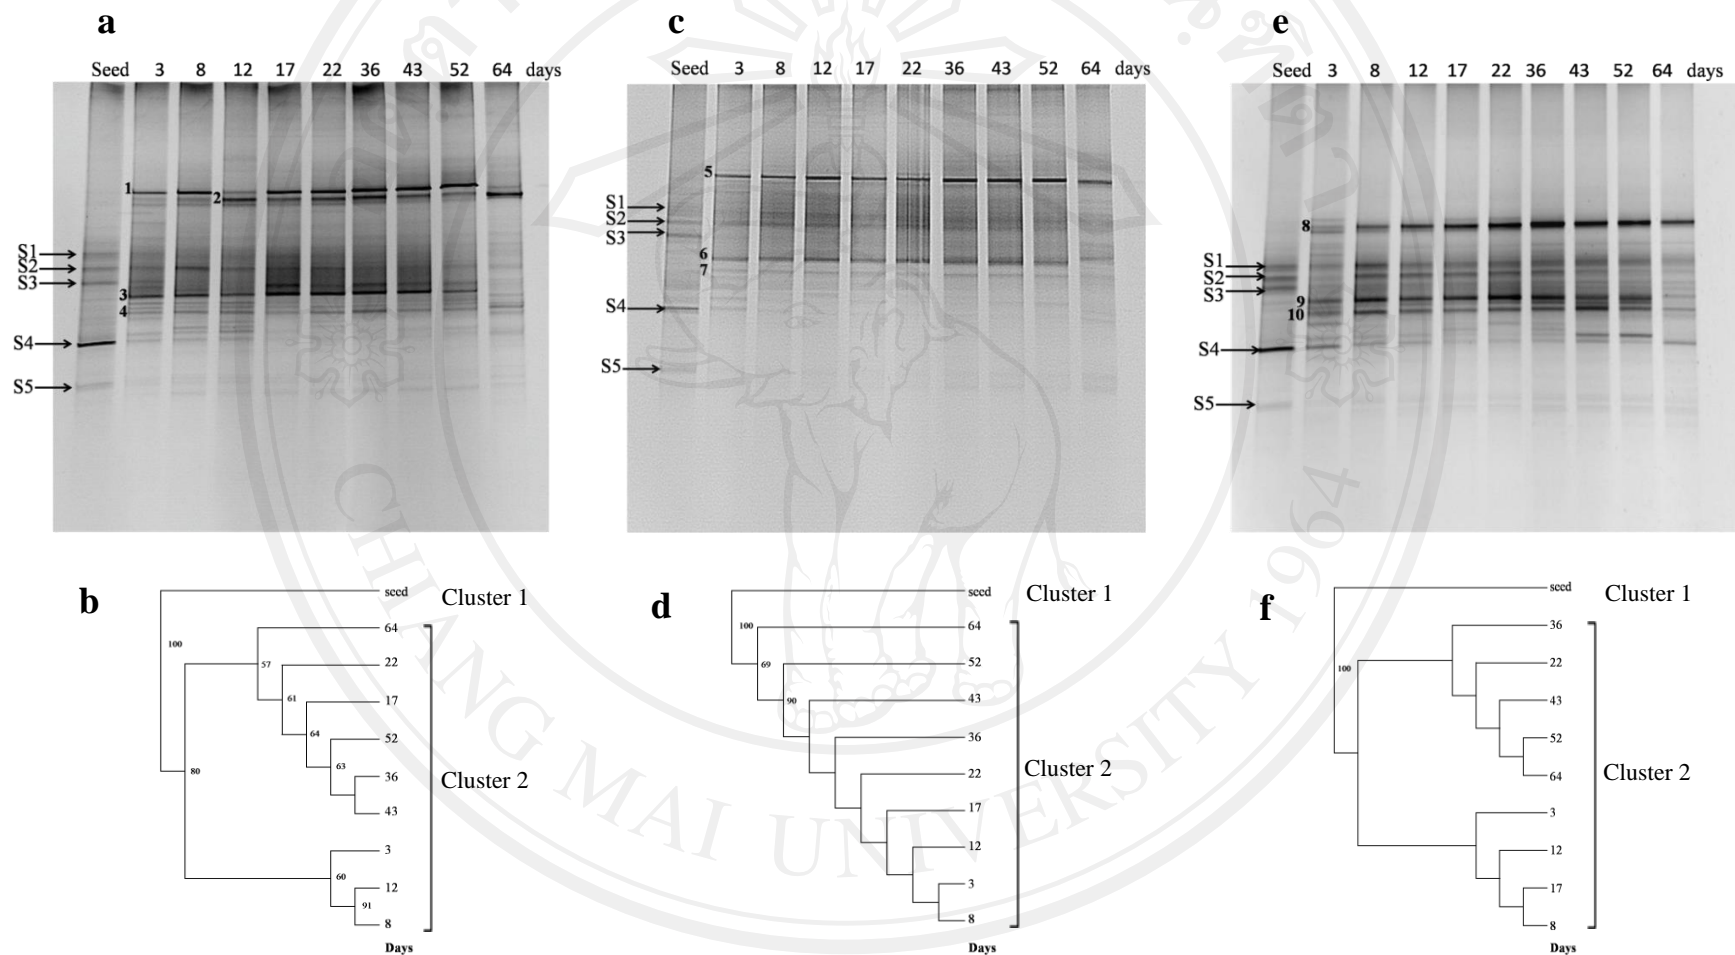 a
c
e
Seed 3 8 12 17 22 36 43 52 64 days
Seed 3 8 12 17 22 36 43 52 64 days
Seed 3 8 12 17 22 36 43 52 64 days
1
2
S1
S2
S3
3
4
S4
S5
5
S1
S2
S3
6
7
S4
S5
8
S1
S2
S3
9
10
S4
S5
b
seed
Cluster 1
64
100
57
22
61
17
64
52
63
36
80
43
Cluster 2
3
60
12
91
8
Days
d
seed
Cluster 1
100
64
69
52
90
43
36
22
Cluster 2
17
12
3
8
Days
f
seed
Cluster 1
36
100
22
43
52
64
Cluster 2
3
12
17
8
Days
CHIANG MAI UNIVERSITY 1964